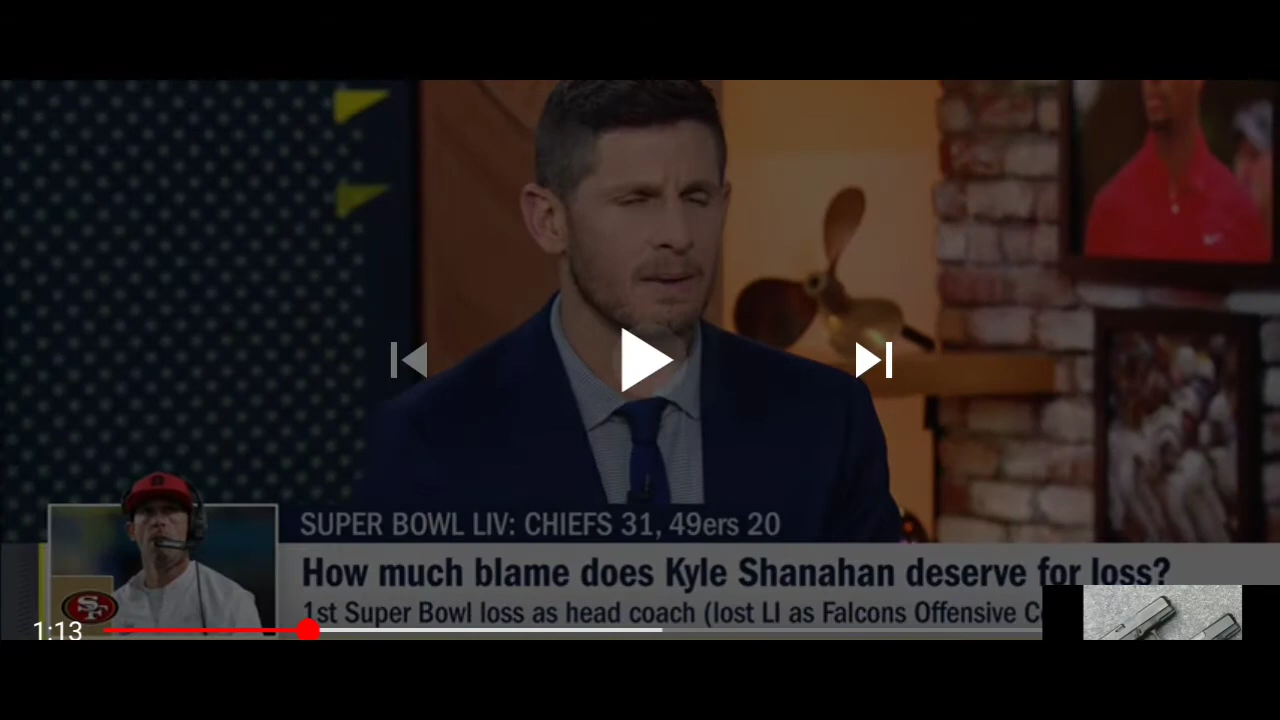 SUPER BOWL LIV: CHIEFS 31, 49ers 20
How much blame does Kyle Shanahan deserve for loss?
1st Super Bowl loss as head coach (lost LI as Falcons Offensive
SF
1:13